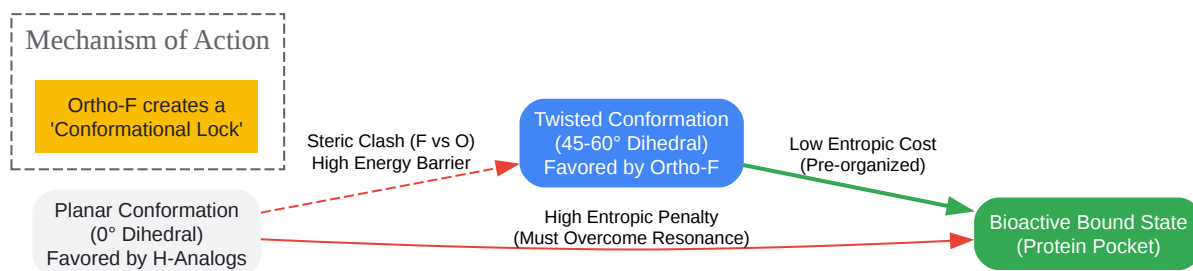 Mechanism of Action
Ortho-F creates a
'Conformational Lock'
Planar Conformation
(0° Dihedral)
Favored by H-Analogs
Steric Clash (F vs O)
High Energy Barrier
Twisted Conformation
(45-60° Dihedral)
Favored by Ortho-F
High Entropic Penalty
(Must Overcome Resonance)
Low Entropic Cost
(Pre-organized)
Bioactive Bound State
(Protein Pocket)